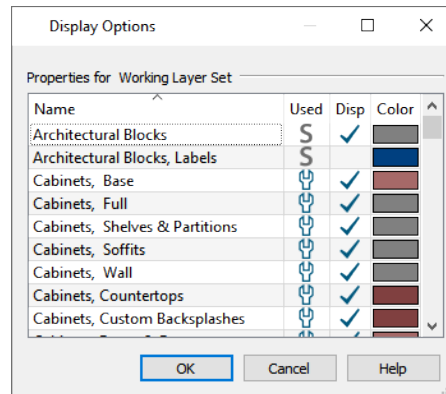 Display Options
Properties for Working Layer Set
Name Used Disp Color
Architectural Blocks S
Architectural Blocks, Labels S
Cabinets, Base
Cabinets, Full
Cabinets, Shelves & Partitions
Cabinets, Soffits
Cabinets, Wall
Cabinets, Countertops
Cabinets, Custom Backsplashes
OK Cancel Help